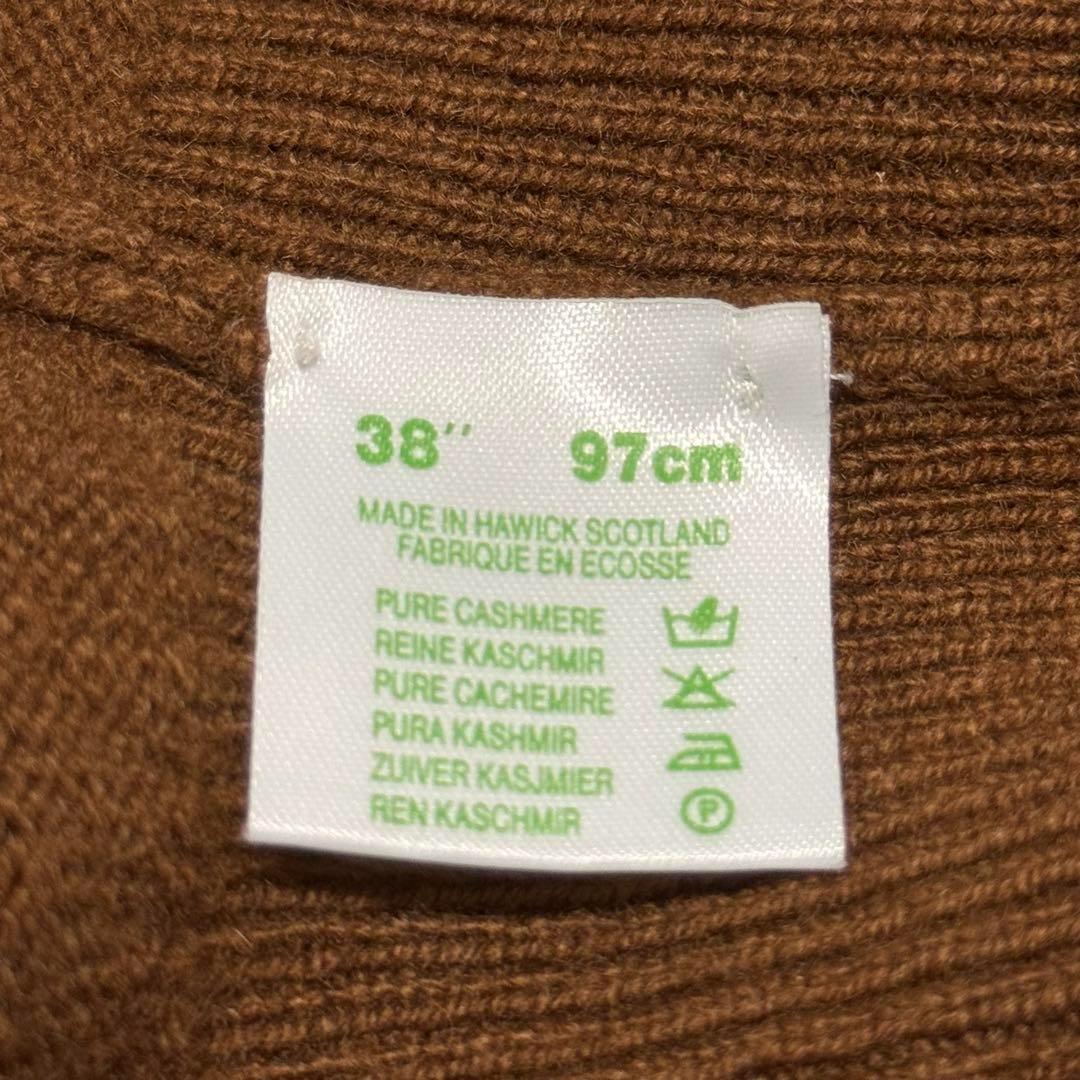 38″ 97cm
MADE IN HAWICK SCOTLAND
FABRIQUE EN ECOSSE
PURE CASHMERE
REINE KASCHMIR
PURE CACHEMIRE
PURA KASHMIR
ZUIVER KASJMIER
REN KASCHMIR
P